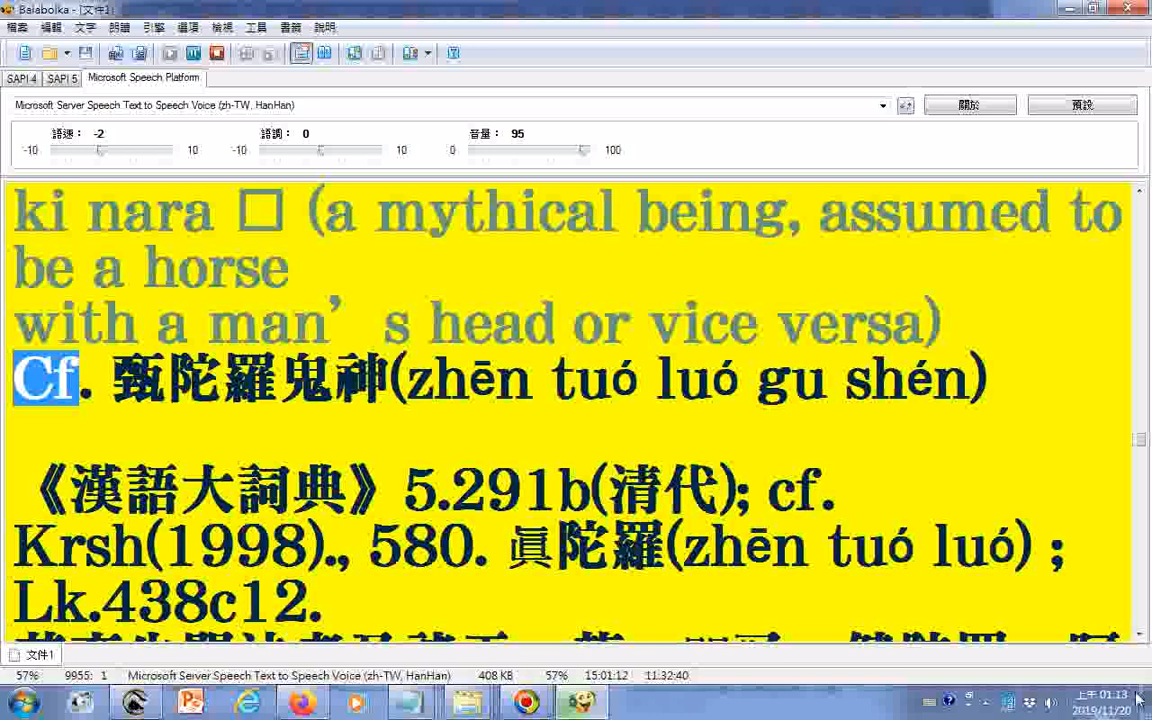 Balabolka - [文件1]
檔案 編輯 文字 朗讀 引擎 選項 檢視 工具 書籤 說明
SAPI 4 SAPI 5 Microsoft Speech Platform
Microsoft Server Speech Text to Speech Voice (zh-TW, HanHan) 關於 預設
語速： -2 語調： 0 音量： 95
-10 10 -10 10 0 100
ki nara □ (a mythical being, assumed to
be a horse
with a man’s head or vice versa)
Cf. 甄陀羅鬼神(zhēn tuó luó gu shén)
《漢語大詞典》5.291b(清代); cf.
Krsh(1998)., 580. 眞陀羅(zhēn tuó luó) ;
Lk.438c12.
文件1
57% 9955: 1 Microsoft Server Speech Text to Speech Voice (zh-TW, HanHan) 408 KB 57% 15:01:12 11:32:40
上午 01:13
2019/11/20